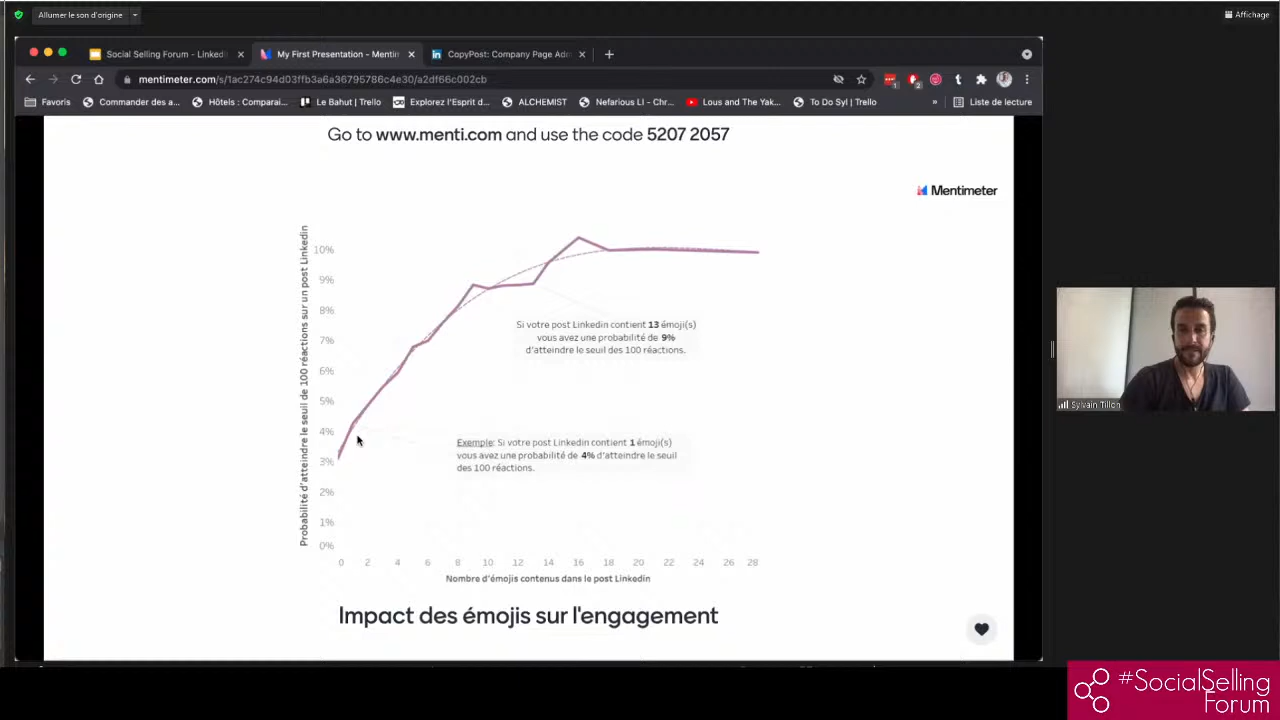 Allumer le son d'origine
Affichage
Social Selling Forum - LinkedIn
My First Presentation - Mentim
CopyPost: Company Page Adm
mentimeter.com/s/1ac274c94d03ffb3a6a36795786c4e30/a2df66c002cb
Favoris
Commander des a...
Hôtels : Comparai...
Le Bahut | Trello
Explorez l'Esprit d...
ALCHEMIST
Nefarious LI - Chr...
Lous and The Yak...
To Do Syl | Trello
»
Liste de lecture
Go to www.menti.com and use the code 5207 2057
Mentimeter
Probabilité d'atteindre le seuil de 100 réactions sur un post Linkedin
10%
9%
8%
7%
6%
5%
4%
3%
2%
1%
0%
Si votre post Linkedin contient 13 émoji(s)
vous avez une probabilité de 9%
d'atteindre le seuil des 100 réactions.
Exemple: Si votre post Linkedin contient 1 émoji(s)
vous avez une probabilité de 4% d'atteindre le seuil
des 100 réactions.
0 2 4 6 8 10 12 14 16 18 20 22 24 26 28
Nombre d'émojis contenus dans le post Linkedin
Impact des émojis sur l'engagement
Sylvain Tillon
#SocialSelling
Forum